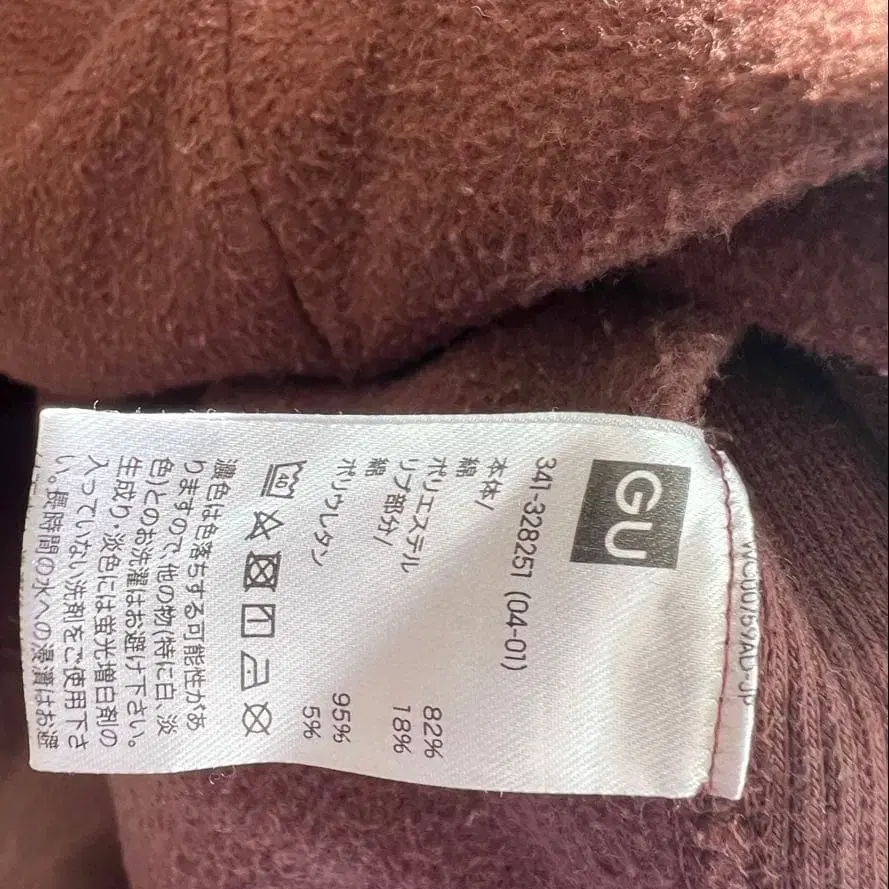 GU
341-328251 (04-01)
本体/
綿 82%
ポリエステル 18%
リブ部分/
綿 95%
ポリウレタン 5%
40
濃色は色落ちする可能性があ
りますので、他の物(特に白、淡
色)とのお洗濯はお避け下さい。
生成り・淡色には蛍光増白剤の
入っていない洗剤をご使用下さ
い。長時間の水への浸漬はお避